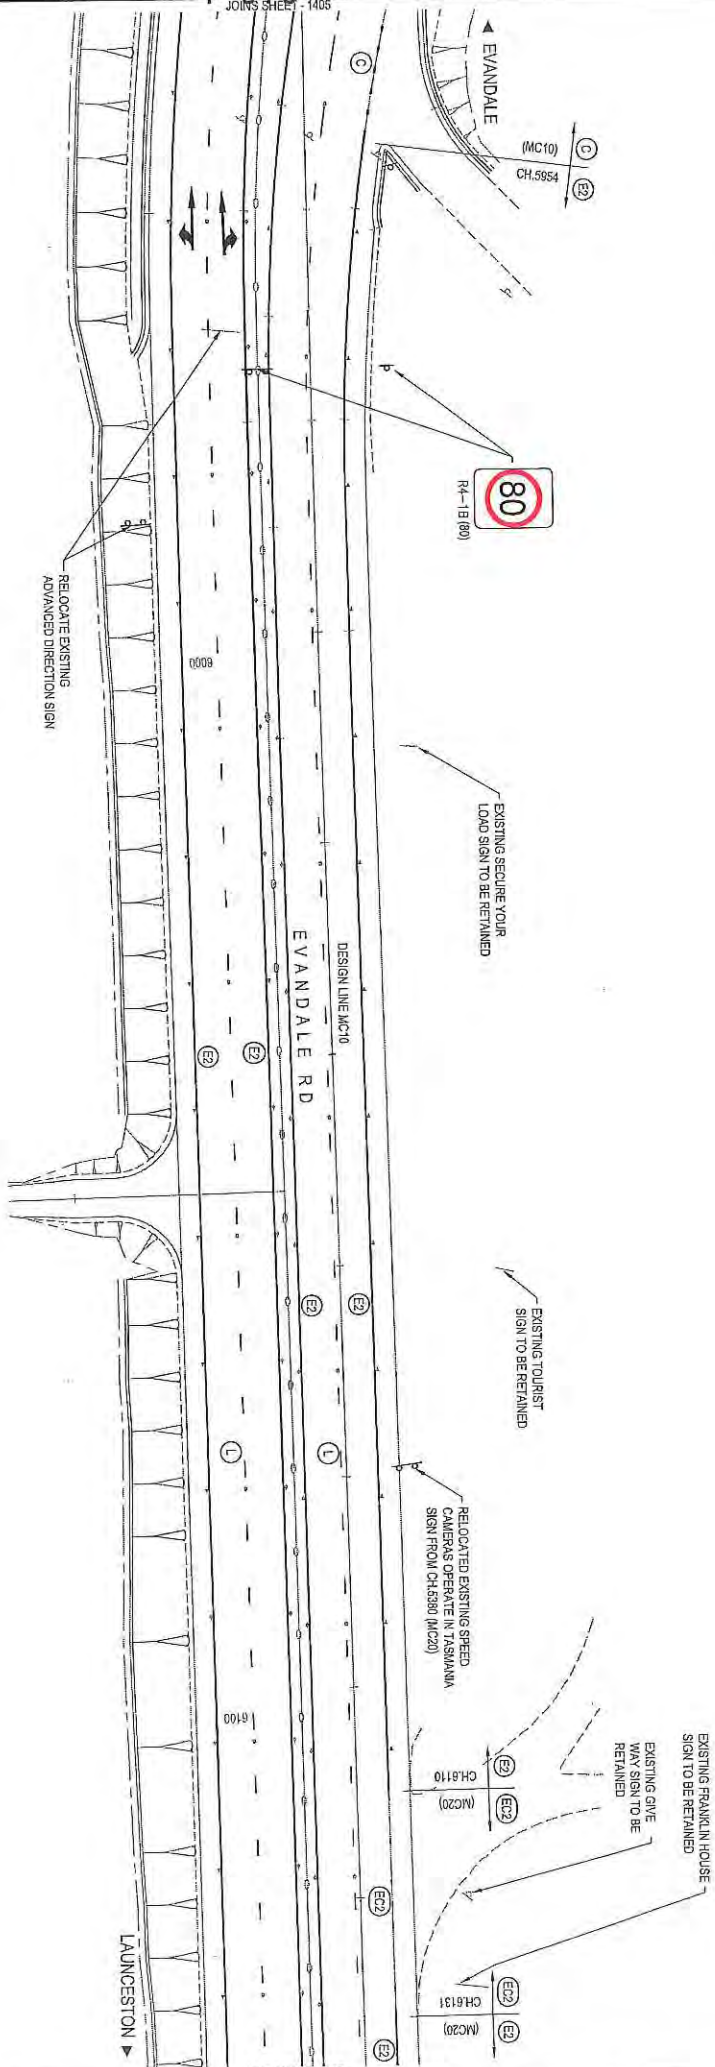 JOINS SHEET - 1405
◄ EVANDALE
C
(MC10)
C
CH.5954
E2
80
R4-1B (80)
RELOCATE EXISTING
ADVANCED DIRECTION SIGN
6000
EXISTING SECURE YOUR
LOAD SIGN TO BE RETAINED
DESIGN LINE MC10
EVANDALE RD
E2
E2
EXISTING TOURIST
SIGN TO BE RETAINED
E2
E2
L
L
RELOCATED EXISTING SPEED
CAMERAS OPERATE IN TASMANIA
SIGN FROM CH.5380 (MC20)
6100
E2
CH.6110
(MC20)
EC2
EXISTING GIVE
WAY SIGN TO BE
RETAINED
EXISTING FRANKLIN HOUSE
SIGN TO BE RETAINED
EC2
EC2
CH.6131
(MC20)
E2
E2
LAUNCESTON ►